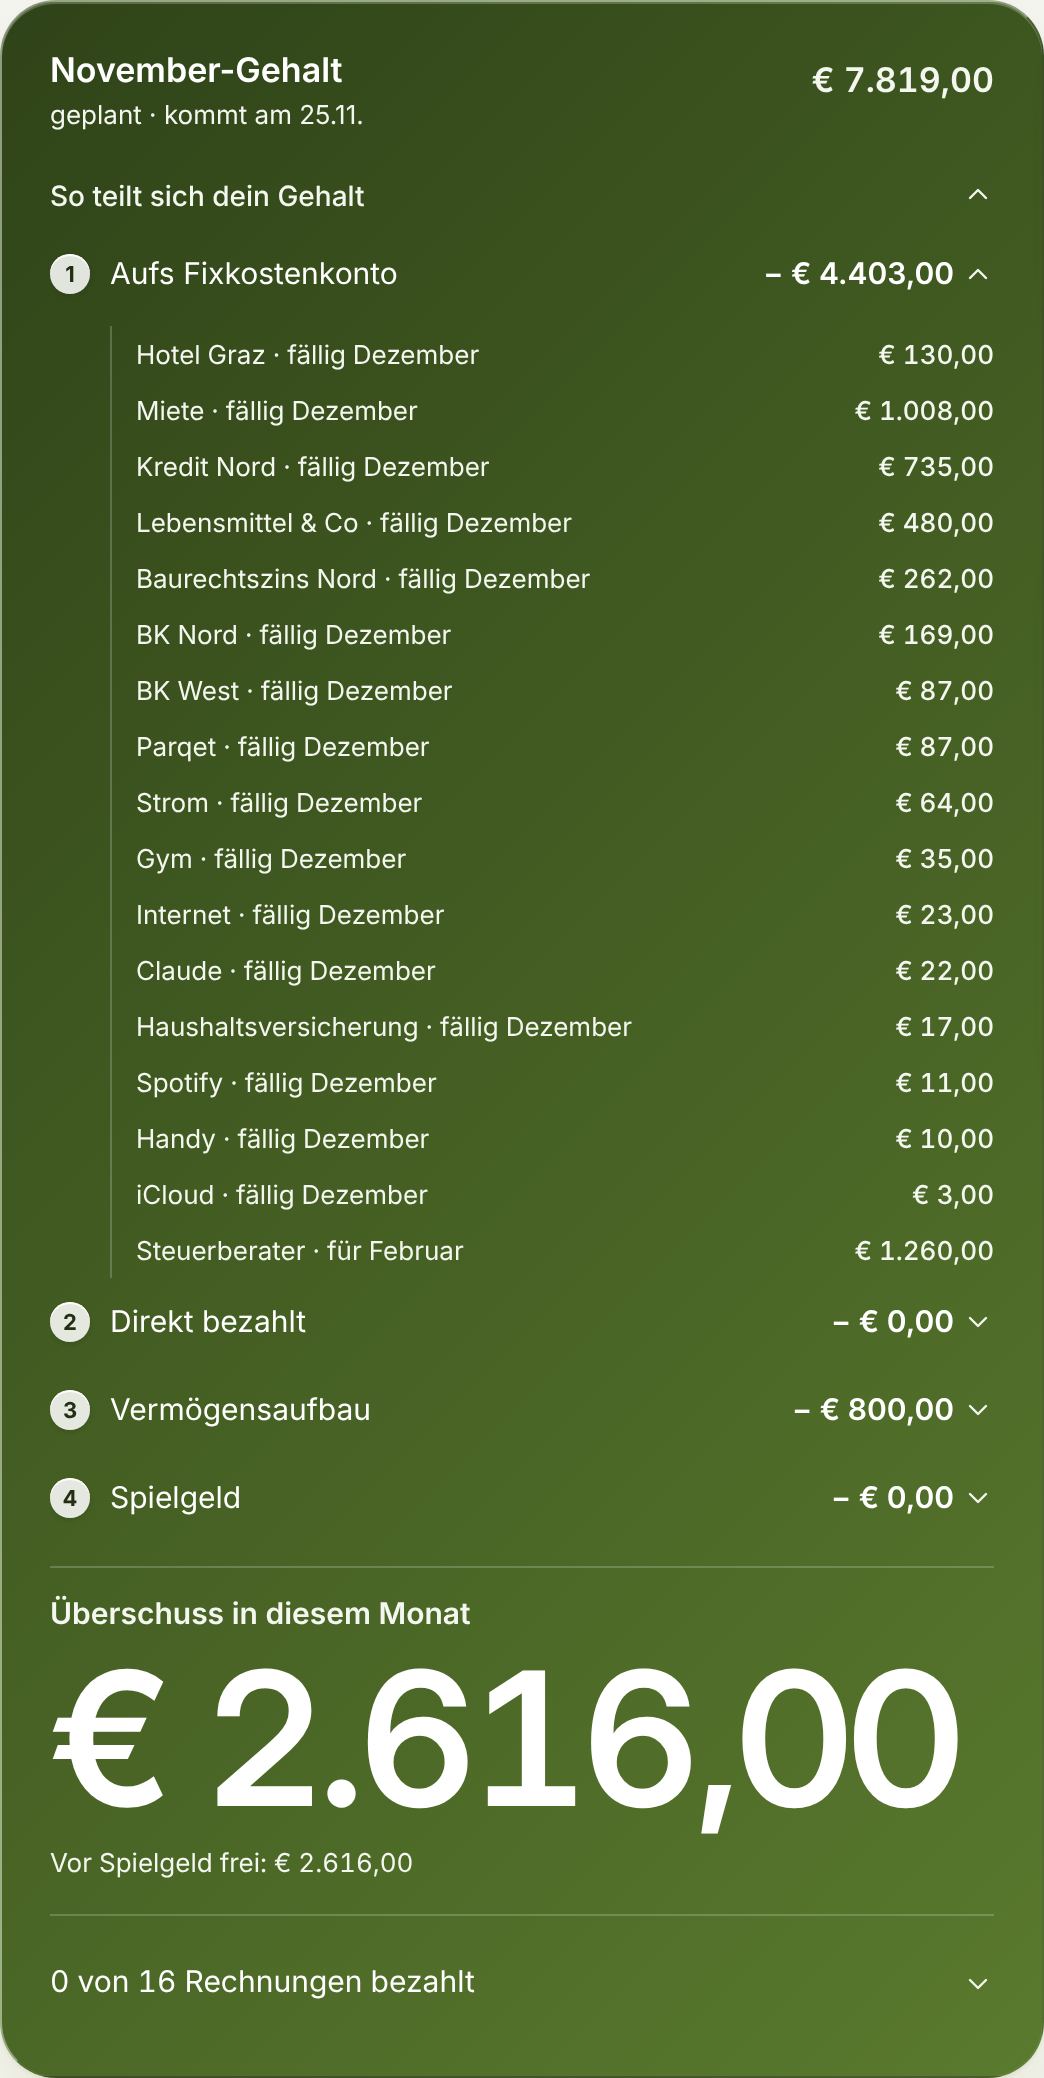 November-Gehalt
€ 7.819,00
geplant · kommt am 25.11.
So teilt sich dein Gehalt
1 Aufs Fixkostenkonto – € 4.403,00
Hotel Graz · fällig Dezember € 130,00
Miete · fällig Dezember € 1.008,00
Kredit Nord · fällig Dezember € 735,00
Lebensmittel & Co · fällig Dezember € 480,00
Baurechtszins Nord · fällig Dezember € 262,00
BK Nord · fällig Dezember € 169,00
BK West · fällig Dezember € 87,00
Parqet · fällig Dezember € 87,00
Strom · fällig Dezember € 64,00
Gym · fällig Dezember € 35,00
Internet · fällig Dezember € 23,00
Claude · fällig Dezember € 22,00
Haushaltsversicherung · fällig Dezember € 17,00
Spotify · fällig Dezember € 11,00
Handy · fällig Dezember € 10,00
iCloud · fällig Dezember € 3,00
Steuerberater · für Februar € 1.260,00
2 Direkt bezahlt – € 0,00
3 Vermögensaufbau – € 800,00
4 Spielgeld – € 0,00
Überschuss in diesem Monat
€ 2.616,00
Vor Spielgeld frei: € 2.616,00
0 von 16 Rechnungen bezahlt